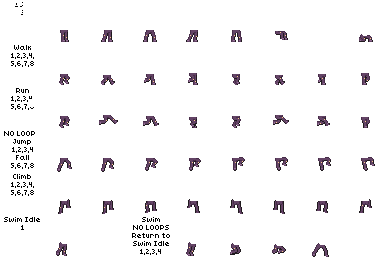 Walk
1,2,3,4,
5,6,7,8
Run
1,2,3,4
5,6,7,
NO LOOP
Jump
1,2,3,4
Fall
5,6,7,8
Climb
1,2,3,4,
5,6,7,8
Swim Idle
1
Swim
NO LOOPS
Return to
Swim Idle
1,2,3,4